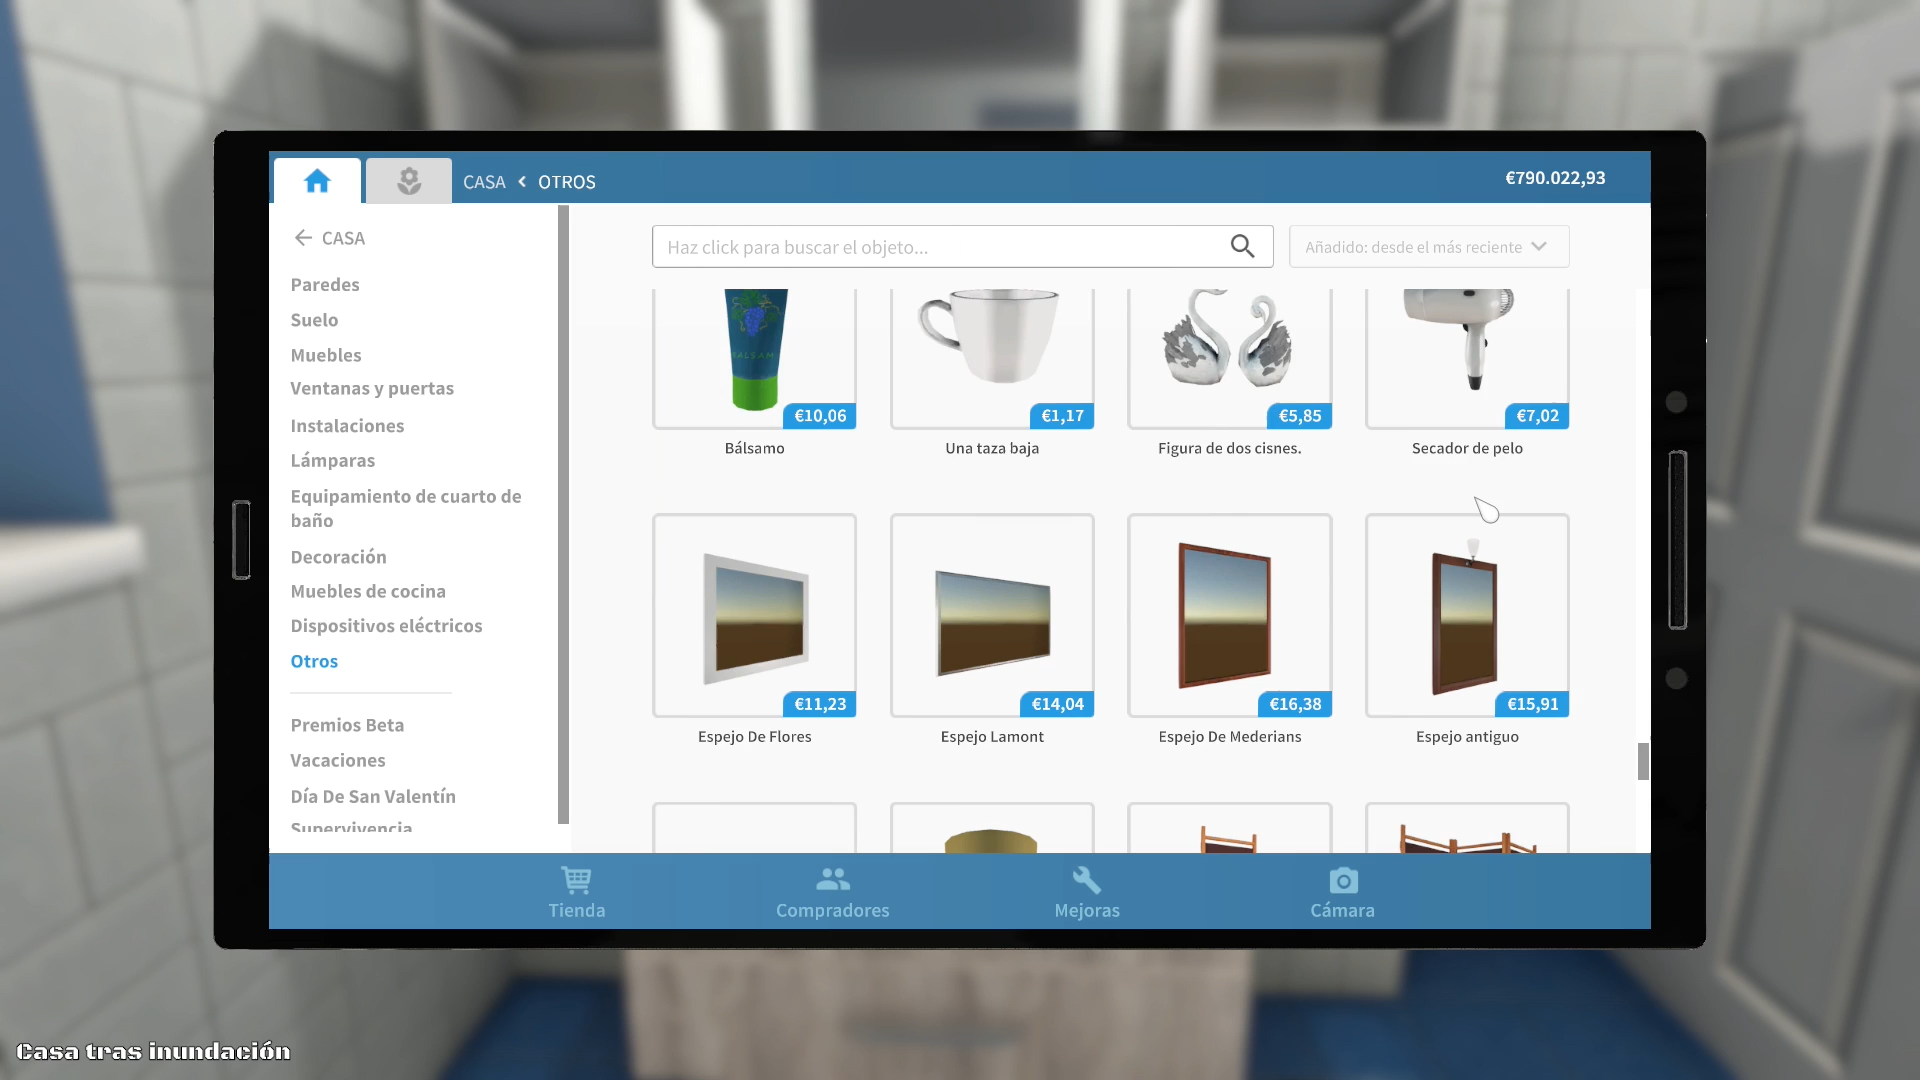 CASA < OTROS
€790.022,93
CASA
Paredes
Suelo
Muebles
Ventanas y puertas
Instalaciones
Lámparas
Equipamiento de cuarto de
baño
Decoración
Muebles de cocina
Dispositivos eléctricos
Otros
Premios Beta
Vacaciones
Día De San Valentín
Supervivencia
Haz click para buscar el objeto...
Añadido: desde el más reciente
BALSAM
€10,06
€1,17
€5,85
€7,02
Bálsamo
Una taza baja
Figura de dos cisnes.
Secador de pelo
€11,23
€14,04
€16,38
€15,91
Espejo De Flores
Espejo Lamont
Espejo De Mederians
Espejo antiguo
Tienda
Compradores
Mejoras
Cámara
Casa tras inundación